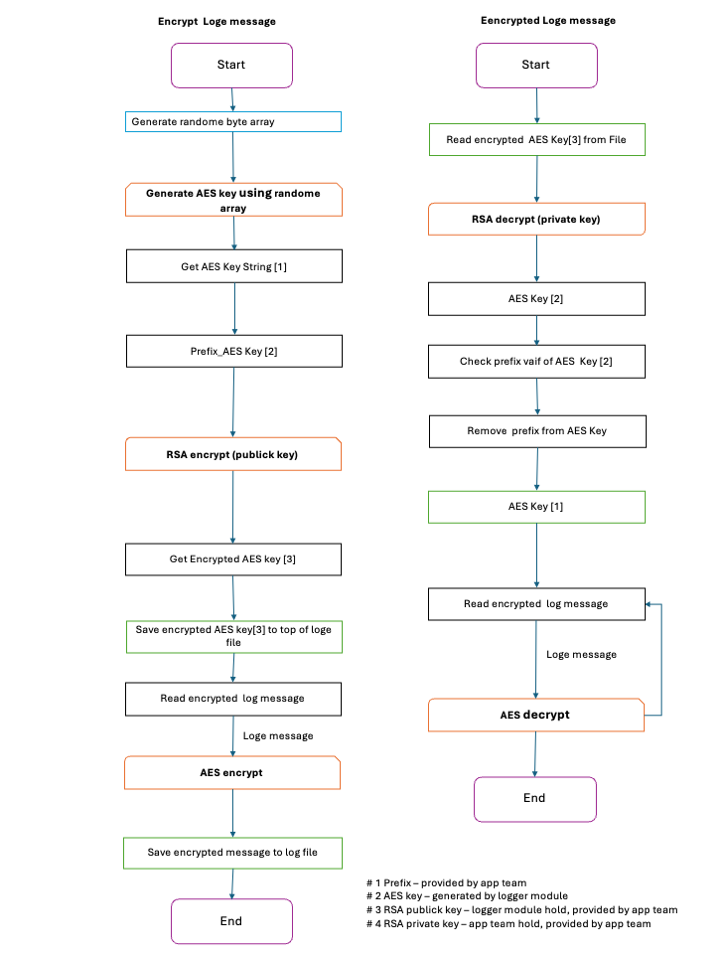 Encrypt Loge message
Start
Generate randome byte array
Generate AES key using randome
array
Get AES Key String [1]
Prefix_AES Key [2]
RSA encrypt (publick key)
Get Encrypted AES key [3]
Save encrypted AES key[3] to top of loge
file
Read encrypted log message
Loge message
AES encrypt
Save encrypted message to log file
End
Eencrypted Loge message
Start
Read encrypted AES Key[3] from File
RSA decrypt (private key)
AES Key [2]
Check prefix vaif of AES Key [2]
Remove prefix from AES Key
AES Key [1]
Read encrypted log message
Loge message
AES decrypt
End
# 1 Prefix – provided by app team
# 2 AES key – generated by logger module
# 3 RSA publick key – logger module hold, provided by app team
# 4 RSA private key – app team hold, provided by app team